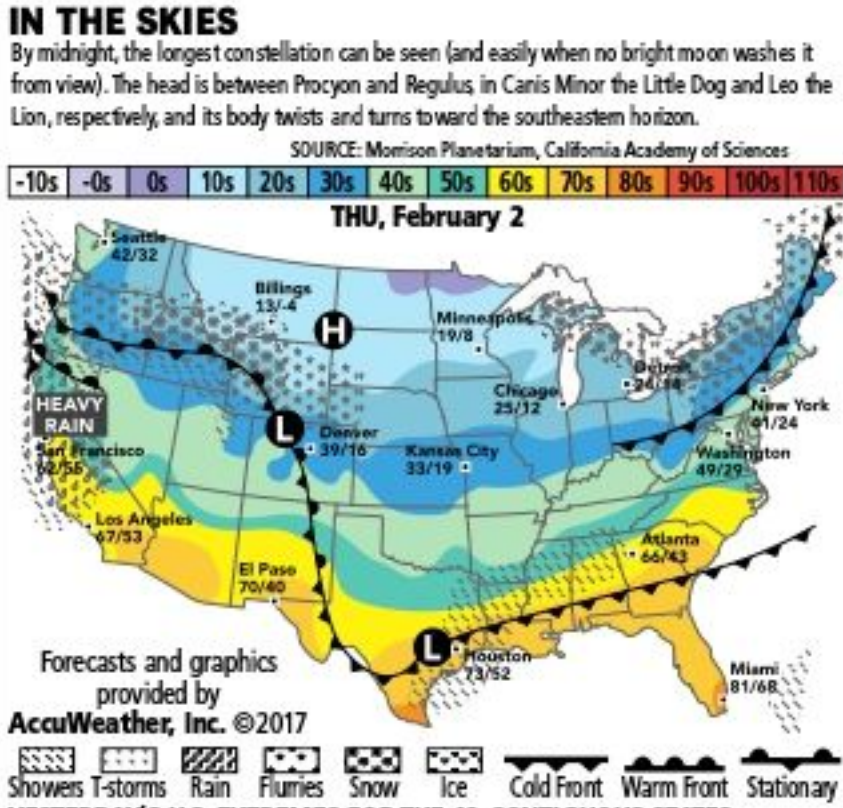 IN THE SKIES
By midnight, the longest constellation can be seen (and easily when no bright moon washes it
from view). The head is between Procyon and Regulus, in Canis Minor the Little Dog and Leo the
Lion, respectively, and its body twists and turns toward the southeastern horizon.
SOURCE: Morrison Planetarium, California Academy of Sciences
-10s -0s 0s 10s 20s 30s 40s 50s 60s 70s 80s 90s 100s 110s
THU, February 2
Seattle
42/32
Billings
13/-4
H
Minneapolis
19/8
Detroit
24/18
Chicago
25/12
New York
41/24
HEAVY
RAIN
L
Denver
39/16
Kansas City
33/19
Washington
49/29
San Francisco
62/55
Los Angeles
67/53
Atlanta
66/43
El Paso
70/40
L
Houston
73/52
Miami
81/68
Forecasts and graphics
provided by
AccuWeather, Inc. ©2017
Showers T-storms Rain Flurries Snow Ice Cold Front Warm Front Stationary